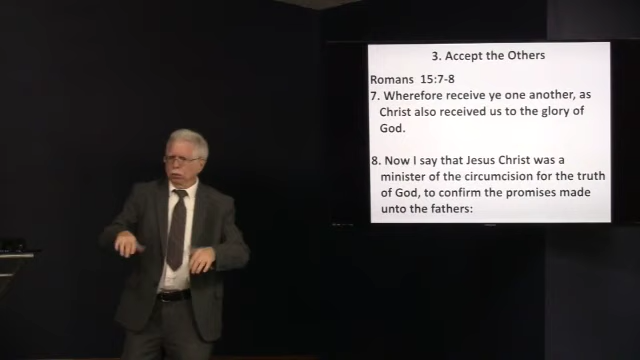 3. Accept the Others
Romans 15:7-8
7. Wherefore receive ye one another, as
Christ also received us to the glory of
God.
8. Now I say that Jesus Christ was a
minister of the circumcision for the truth
of God, to confirm the promises made
unto the fathers: